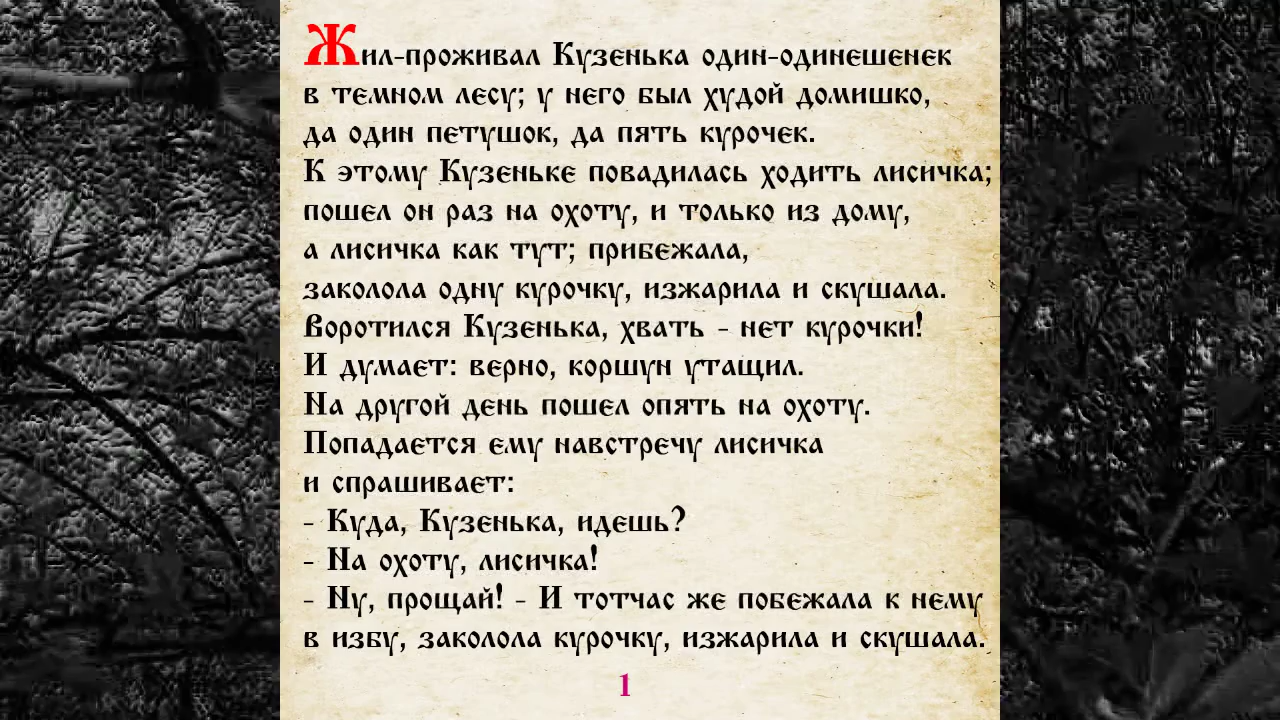 Жил-проживал Кузенька один-одинешенек
в темном лесу; у него был худой домишко,
да один петушок, да пять курочек.
К этому Кузеньке повадилась ходить лисичка;
пошел он раз на охоту, и только из дому,
а лисичка как тут; прибежала,
заколола одну курочку, изжарила и скушала.
Воротился Кузенька, хвать - нет курочки!
И думает: верно, коршун утащил.
На другой день пошел опять на охоту.
Попадается ему навстречу лисичка
и спрашивает:
- Куда, Кузенька, идешь?
- На охоту, лисичка!
- Ну, прощай! - И тотчас же побежала к нему
в избу, заколола курочку, изжарила и скушала.
1